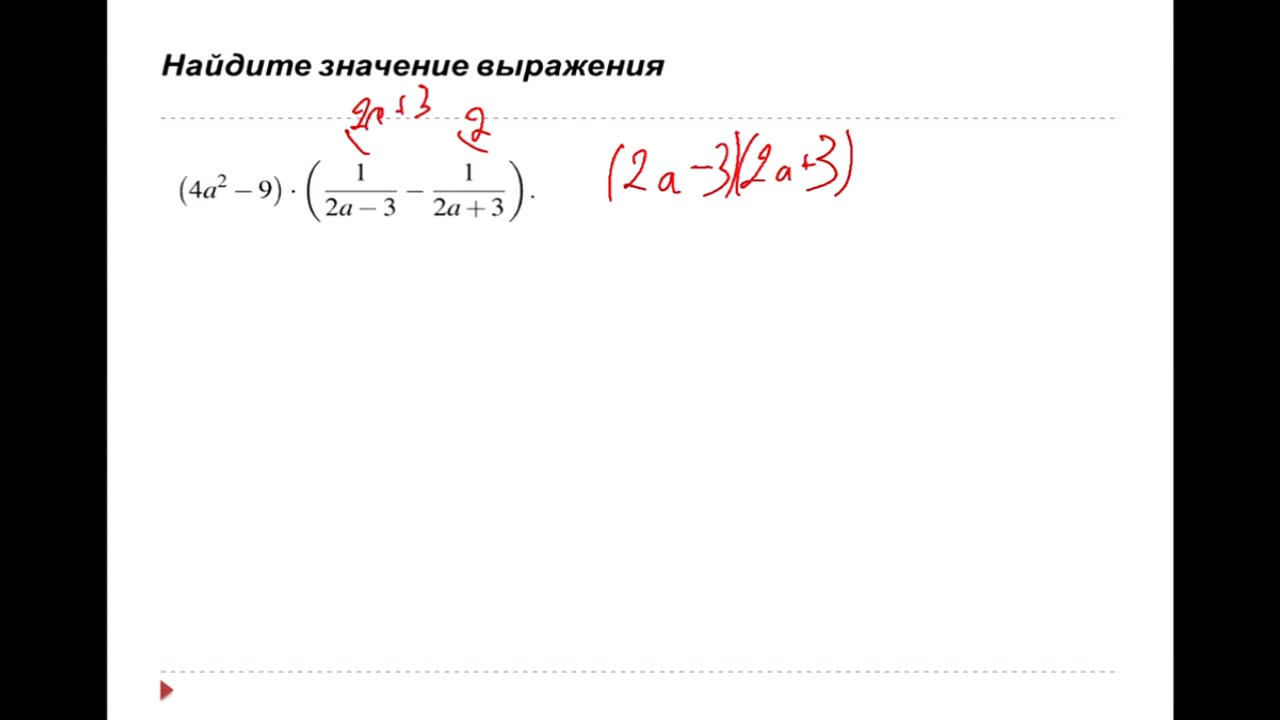 Найдите значение выражения
2a+3 2
(4a² − 9) · (1/(2a − 3) − 1/(2a + 3)).
(2a−3)(2a+3)